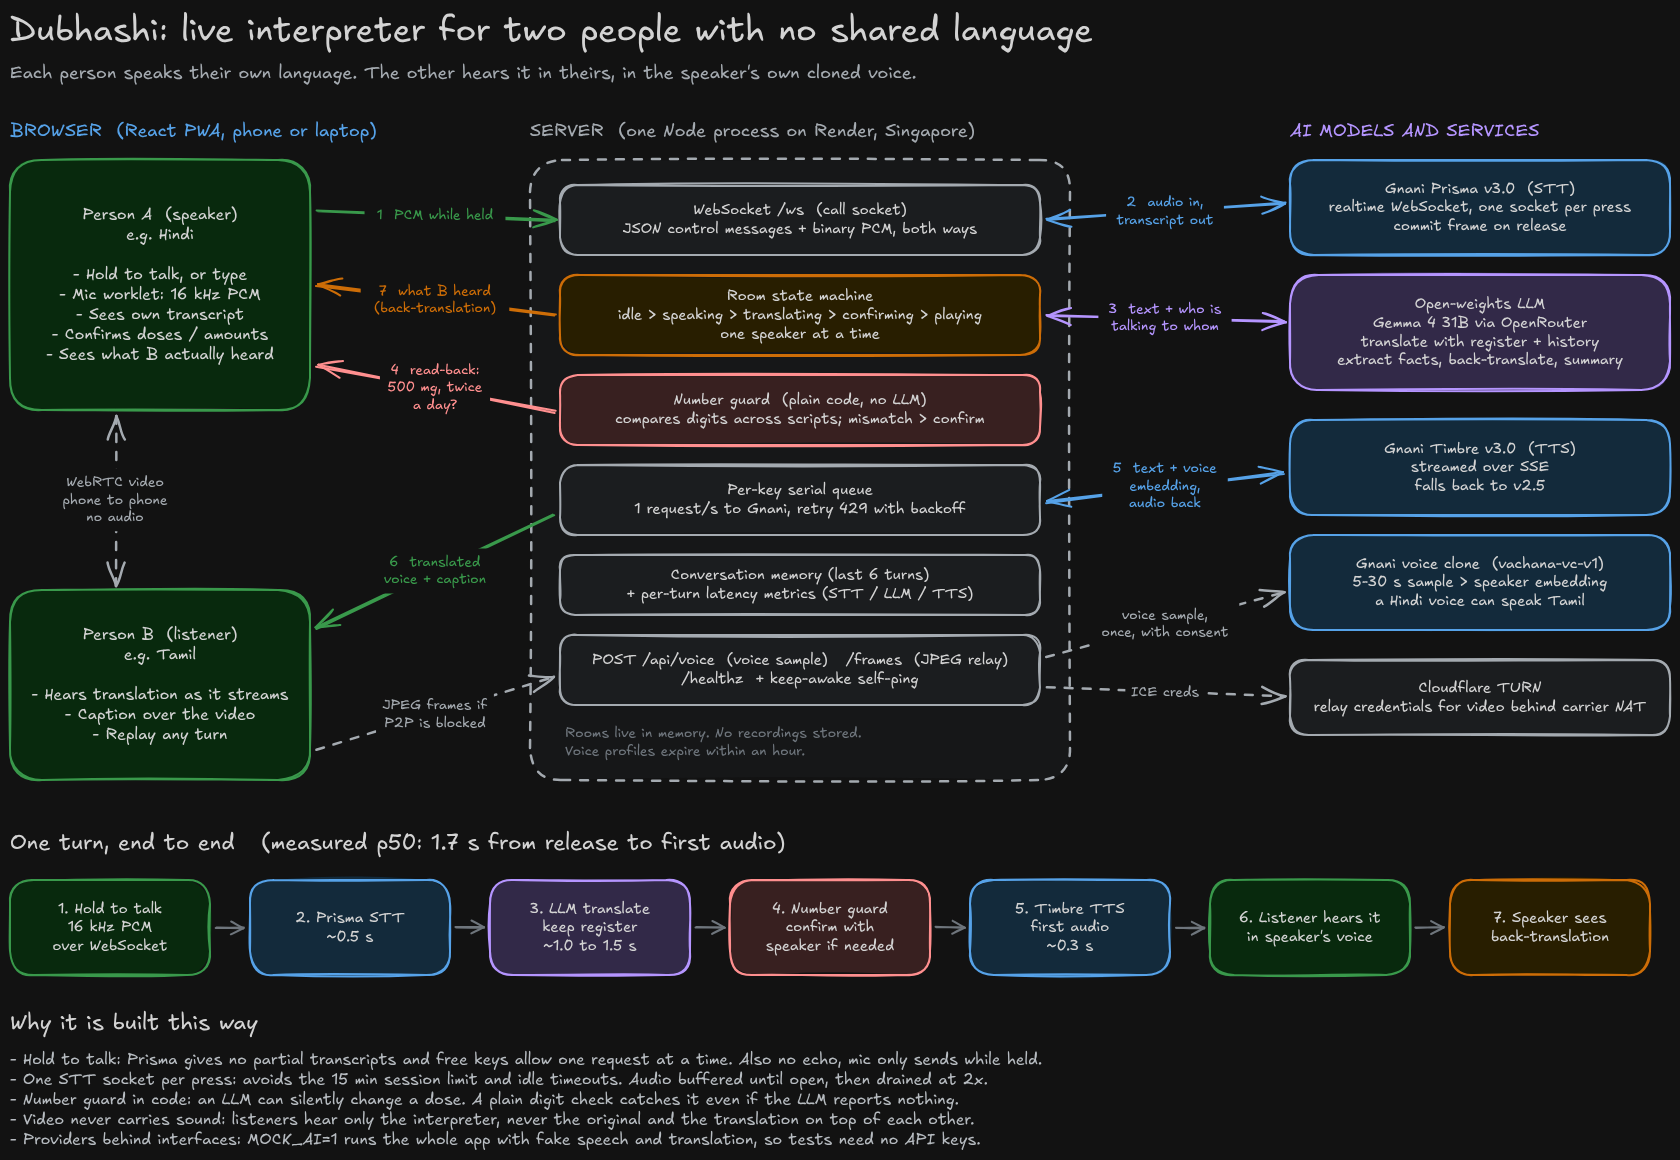 Dubhashi: live interpreter for two people with no shared language
Each person speaks their own language. The other hears it in theirs, in the speaker's own cloned voice.
BROWSER (React PWA, phone or laptop)
Person A (speaker)
e.g. Hindi
- Hold to talk, or type
- Mic worklet: 16 kHz PCM
- Sees own transcript
- Confirms doses / amounts
- Sees what B actually heard
WebRTC video
phone to phone
no audio
Person B (listener)
e.g. Tamil
- Hears translation as it streams
- Caption over the video
- Replay any turn
1 PCM while held
7 what B heard
(back-translation)
4 read-back:
500 mg, twice
a day?
6 translated
voice + caption
JPEG frames if
P2P is blocked
SERVER (one Node process on Render, Singapore)
WebSocket /ws (call socket)
JSON control messages + binary PCM, both ways
Room state machine
idle > speaking > translating > confirming > playing
one speaker at a time
Number guard (plain code, no LLM)
compares digits across scripts; mismatch > confirm
Per-key serial queue
1 request/s to Gnani, retry 429 with backoff
Conversation memory (last 6 turns)
+ per-turn latency metrics (STT / LLM / TTS)
POST /api/voice (voice sample) /frames (JPEG relay)
/healthz + keep-awake self-ping
Rooms live in memory. No recordings stored.
Voice profiles expire within an hour.
2 audio in,
transcript out
3 text + who is
talking to whom
5 text + voice
embedding,
audio back
voice sample,
once, with consent
ICE creds
AI MODELS AND SERVICES
Gnani Prisma v3.0 (STT)
realtime WebSocket, one socket per press
commit frame on release
Open-weights LLM
Gemma 4 31B via OpenRouter
translate with register + history
extract facts, back-translate, summary
Gnani Timbre v3.0 (TTS)
streamed over SSE
falls back to v2.5
Gnani voice clone (vachana-vc-v1)
5-30 s sample > speaker embedding
a Hindi voice can speak Tamil
Cloudflare TURN
relay credentials for video behind carrier NAT
One turn, end to end (measured p50: 1.7 s from release to first audio)
1. Hold to talk
16 kHz PCM
over WebSocket
2. Prisma STT
~0.5 s
3. LLM translate
keep register
~1.0 to 1.5 s
4. Number guard
confirm with
speaker if needed
5. Timbre TTS
first audio
~0.3 s
6. Listener hears it
in speaker's voice
7. Speaker sees
back-translation
Why it is built this way
- Hold to talk: Prisma gives no partial transcripts and free keys allow one request at a time. Also no echo, mic only sends while held.
- One STT socket per press: avoids the 15 min session limit and idle timeouts. Audio buffered until open, then drained at 2x.
- Number guard in code: an LLM can silently change a dose. A plain digit check catches it even if the LLM reports nothing.
- Video never carries sound: listeners hear only the interpreter, never the original and the translation on top of each other.
- Providers behind interfaces: MOCK_AI=1 runs the whole app with fake speech and translation, so tests need no API keys.